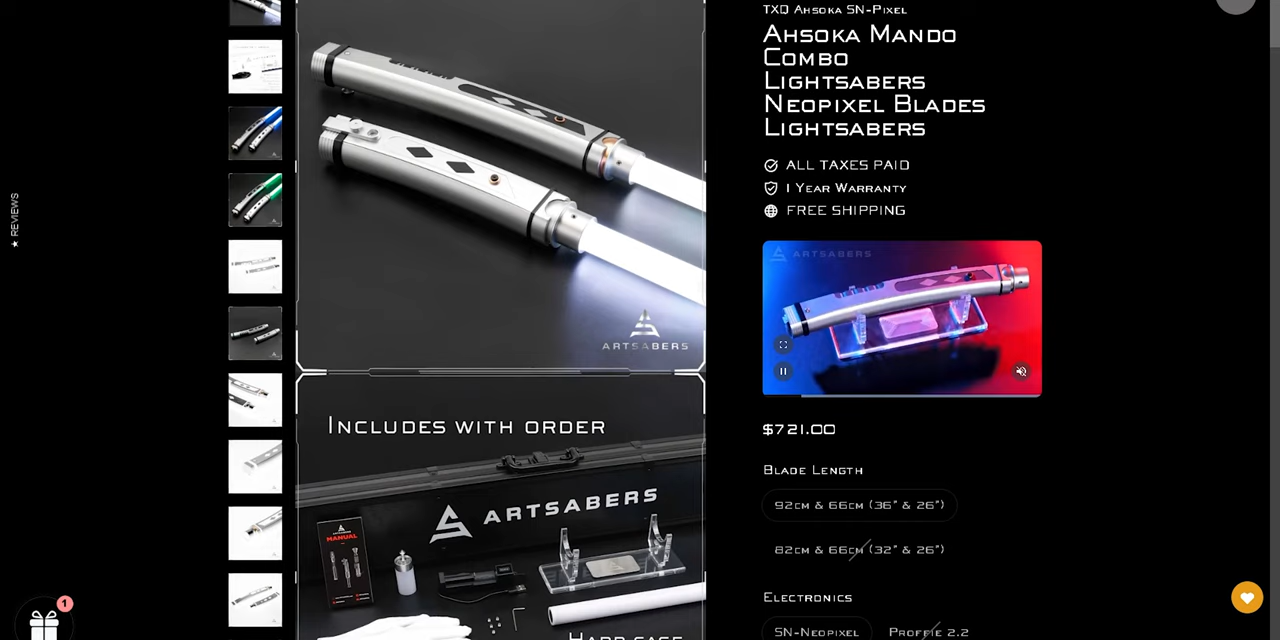 ★ REVIEWS
1
ARTSABERS
INCLUDES WITH ORDER
ARTSABERS
MANUAL
HARD CASE
TXQ AHSOKA SN-PIXEL
AHSOKA MANDO
COMBO
LIGHTSABERS
NEOPIXEL BLADES
LIGHTSABERS
ALL TAXES PAID
1 YEAR WARRANTY
FREE SHIPPING
ARTSABERS
$721.00
BLADE LENGTH
92CM & 66CM (36" & 26")
82CM & 66CM (32" & 26")
ELECTRONICS
SN-NEOPIXEL
PROFFIE 2.2